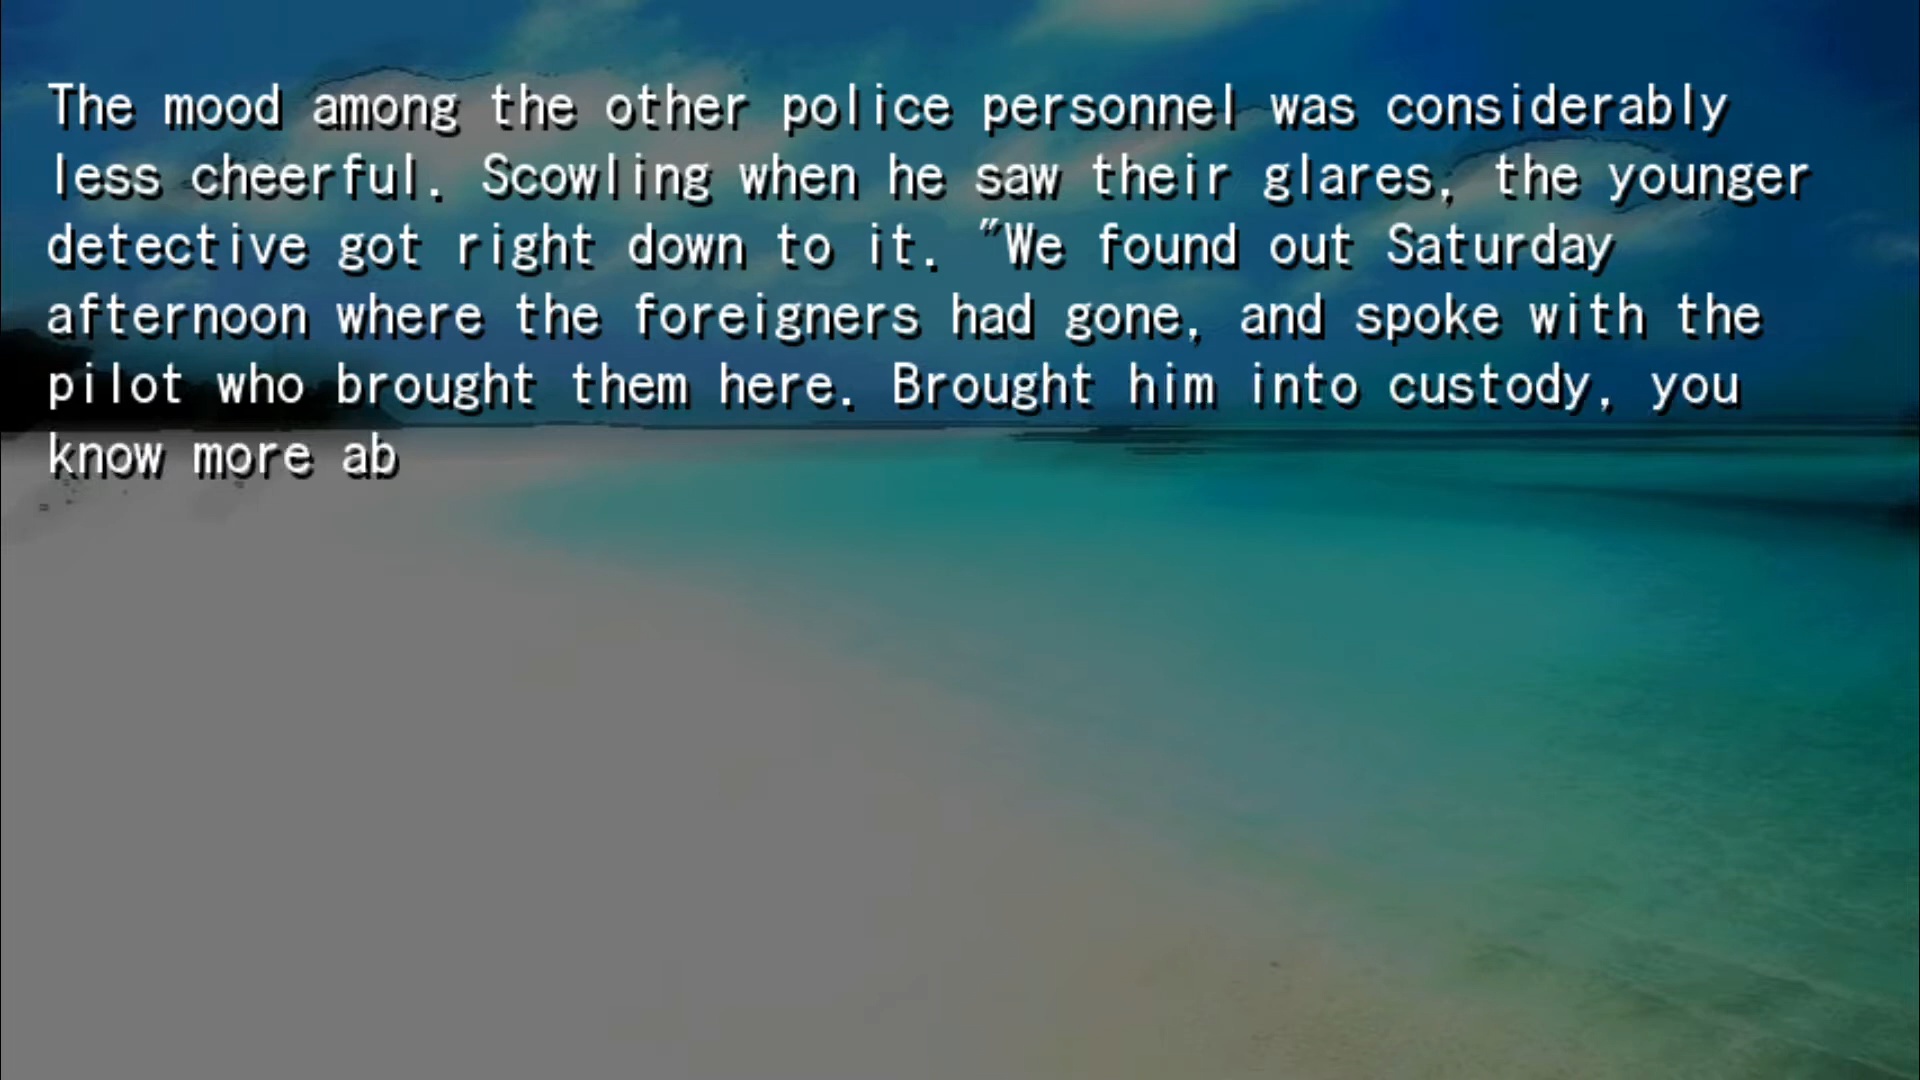 The mood among the other police personnel was considerably
less cheerful. Scowling when he saw their glares, the younger
detective got right down to it. "We found out Saturday
afternoon where the foreigners had gone, and spoke with the
pilot who brought them here. Brought him into custody, you
know more ab